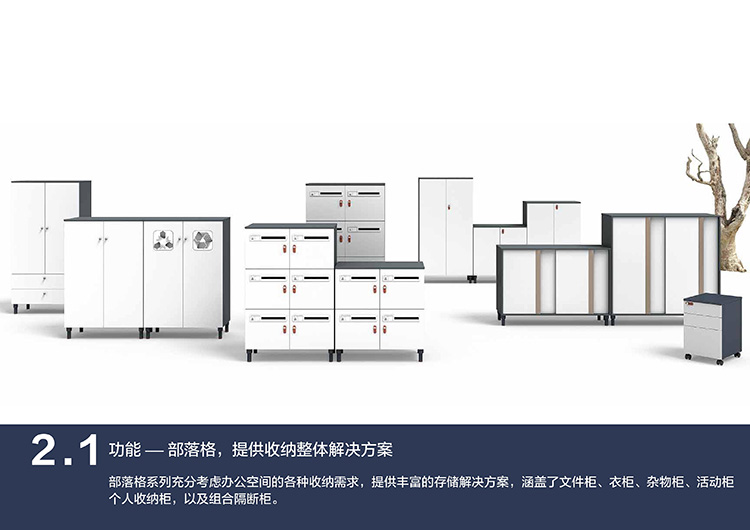 2.1 功能 — 部落格，提供收纳整体解决方案
部落格系列充分考虑办公空间的各种收纳需求，提供丰富的存储解决方案，涵盖了文件柜、衣柜、杂物柜、活动柜
个人收纳柜，以及组合隔断柜。